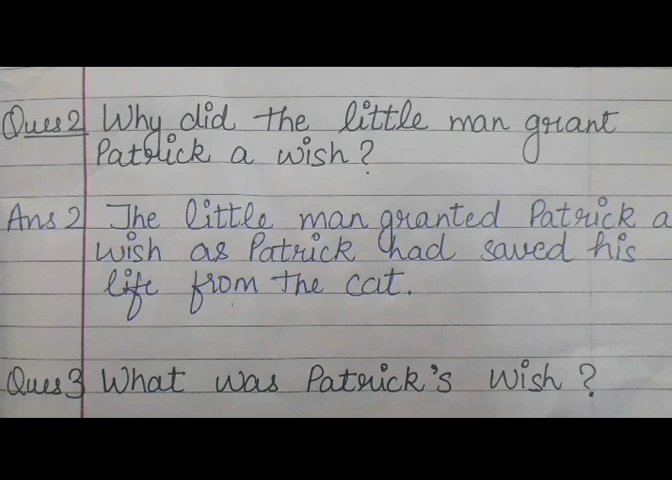 Ques 2 Why did the little man grant
Patrick a wish?
Ans 2 The little man granted Patrick a
wish as Patrick had saved his
life from the cat.
Ques 3 What was Patrick's wish?